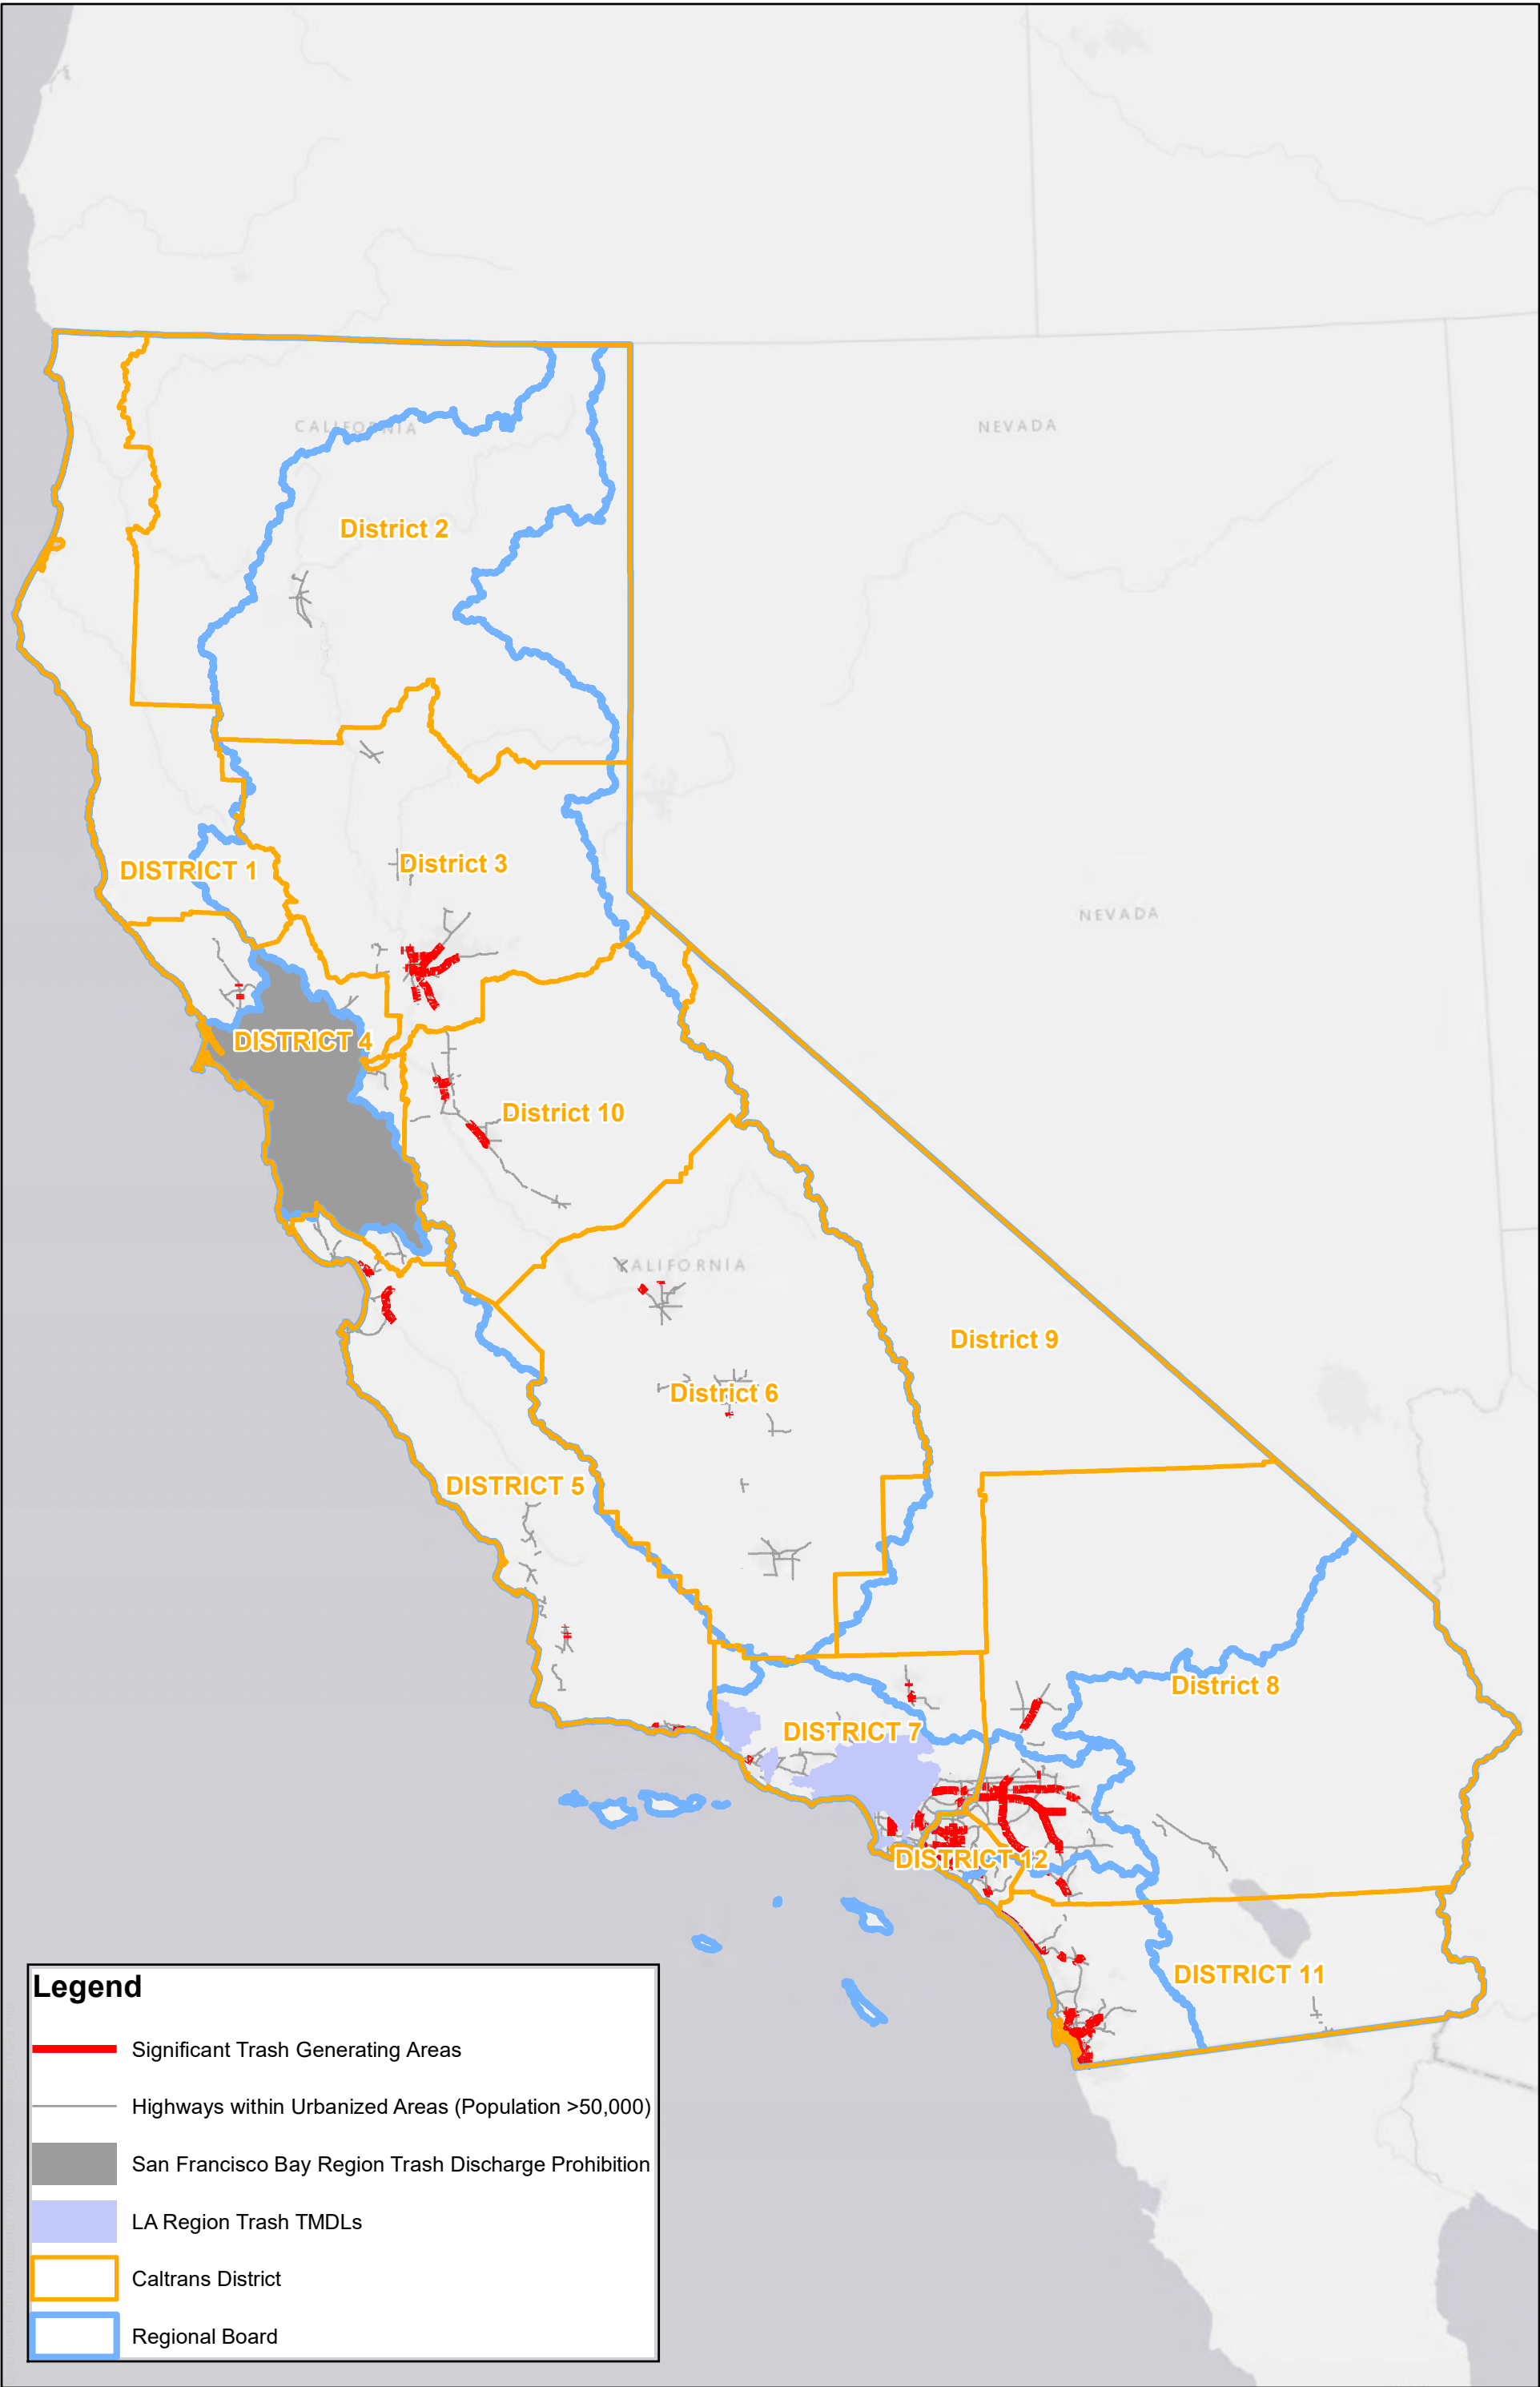 CALIFORNIA
NEVADA
District 2
DISTRICT 1
District 3
NEVADA
DISTRICT 4
District 10
CALIFORNIA
District 9
District 6
DISTRICT 5
District 8
DISTRICT 7
DISTRICT 12
DISTRICT 11
Legend
Significant Trash Generating Areas
Highways within Urbanized Areas (Population >50,000)
San Francisco Bay Region Trash Discharge Prohibition
LA Region Trash TMDLs
Caltrans District
Regional Board